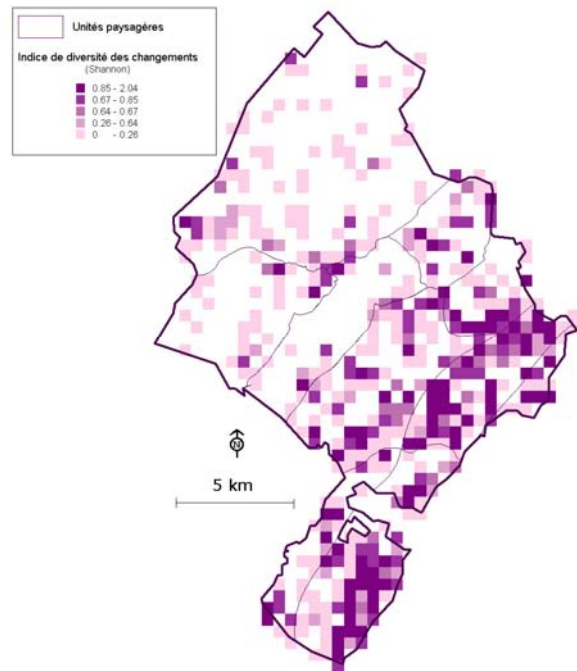 Unités paysagères
Indice de diversité des changements
(Shannon)
0.85 - 2.04
0.67 - 0.85
0.64 - 0.67
0.26 - 0.64
0 - 0.26
N
5 km